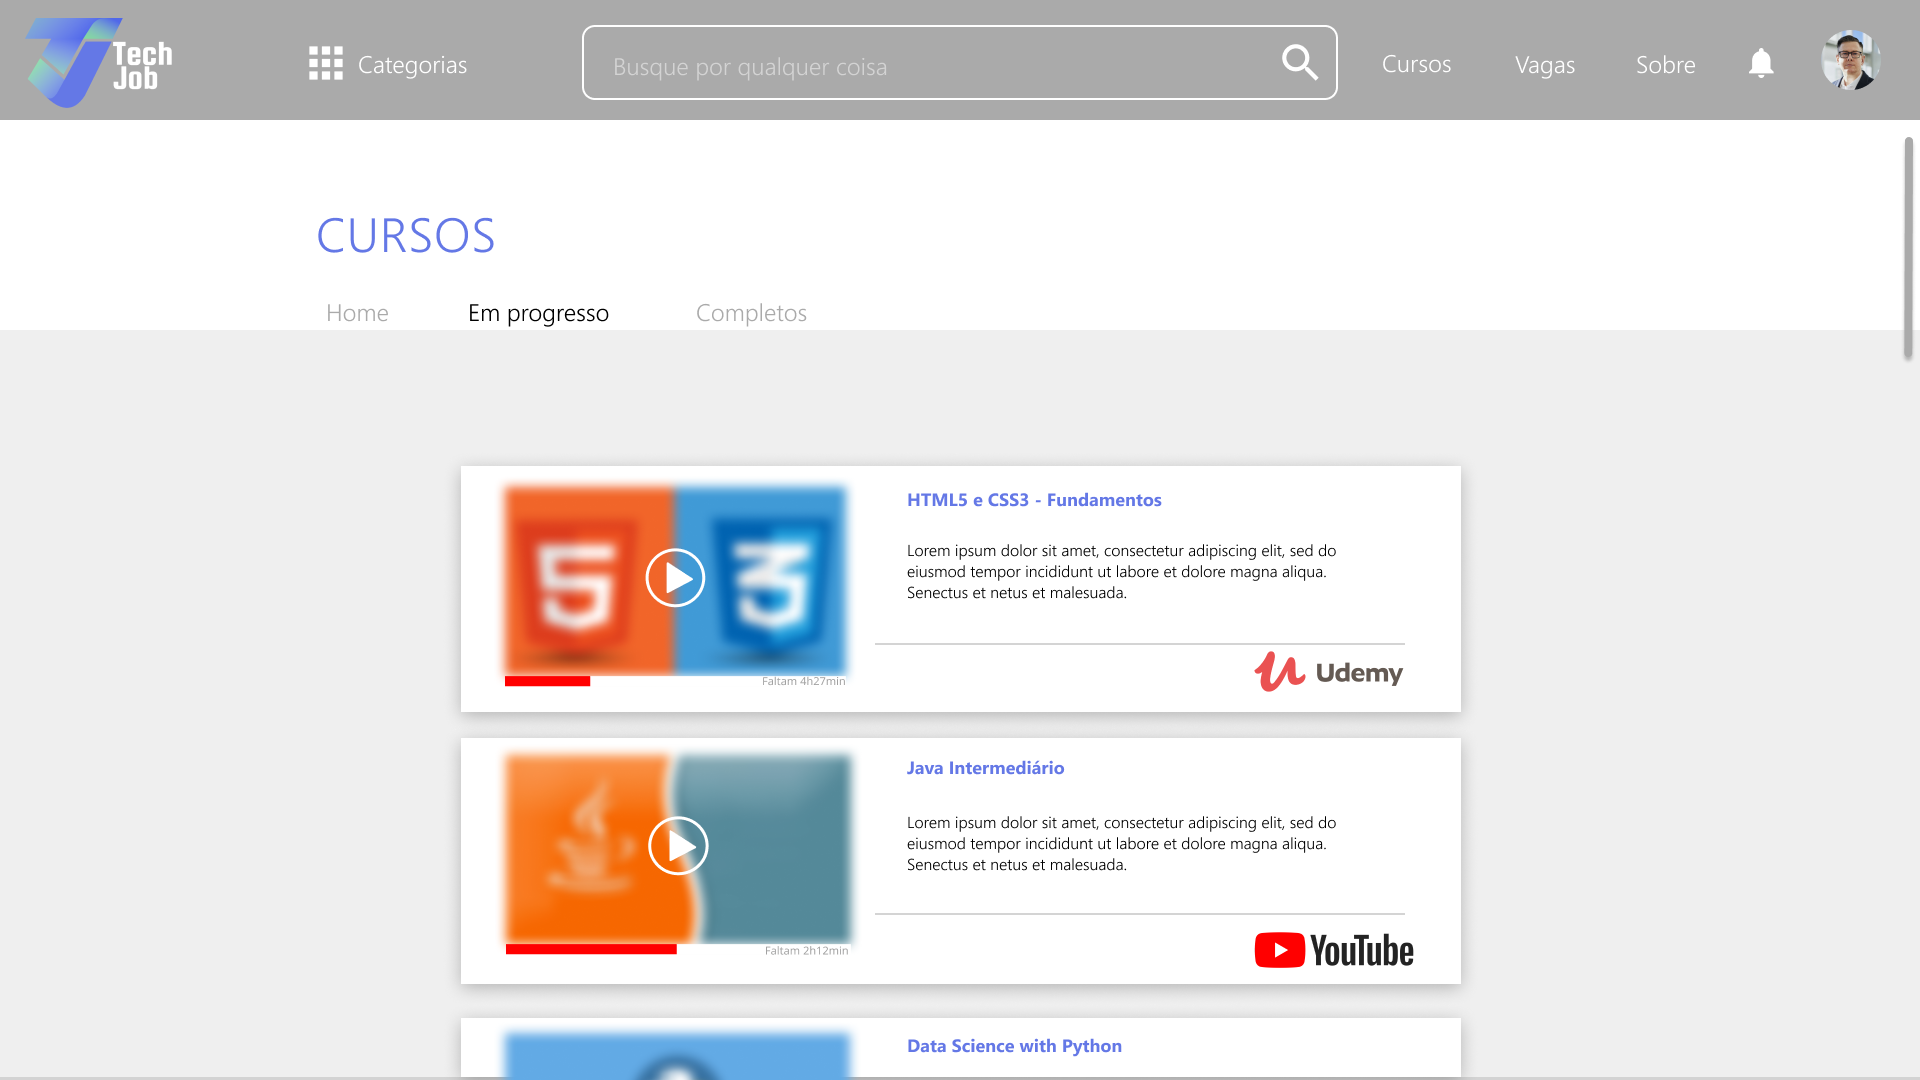 Tech
Job
Categorias
Busque por qualquer coisa
Cursos
Vagas
Sobre
CURSOS
Home
Em progresso
Completos
HTML5 e CSS3 - Fundamentos
Lorem ipsum dolor sit amet, consectetur adipiscing elit, sed do
eiusmod tempor incididunt ut labore et dolore magna aliqua.
Senectus et netus et malesuada.
Faltam 4h27min
Udemy
Java Intermediário
Lorem ipsum dolor sit amet, consectetur adipiscing elit, sed do
eiusmod tempor incididunt ut labore et dolore magna aliqua.
Senectus et netus et malesuada.
Faltam 2h12min
YouTube
Data Science with Python